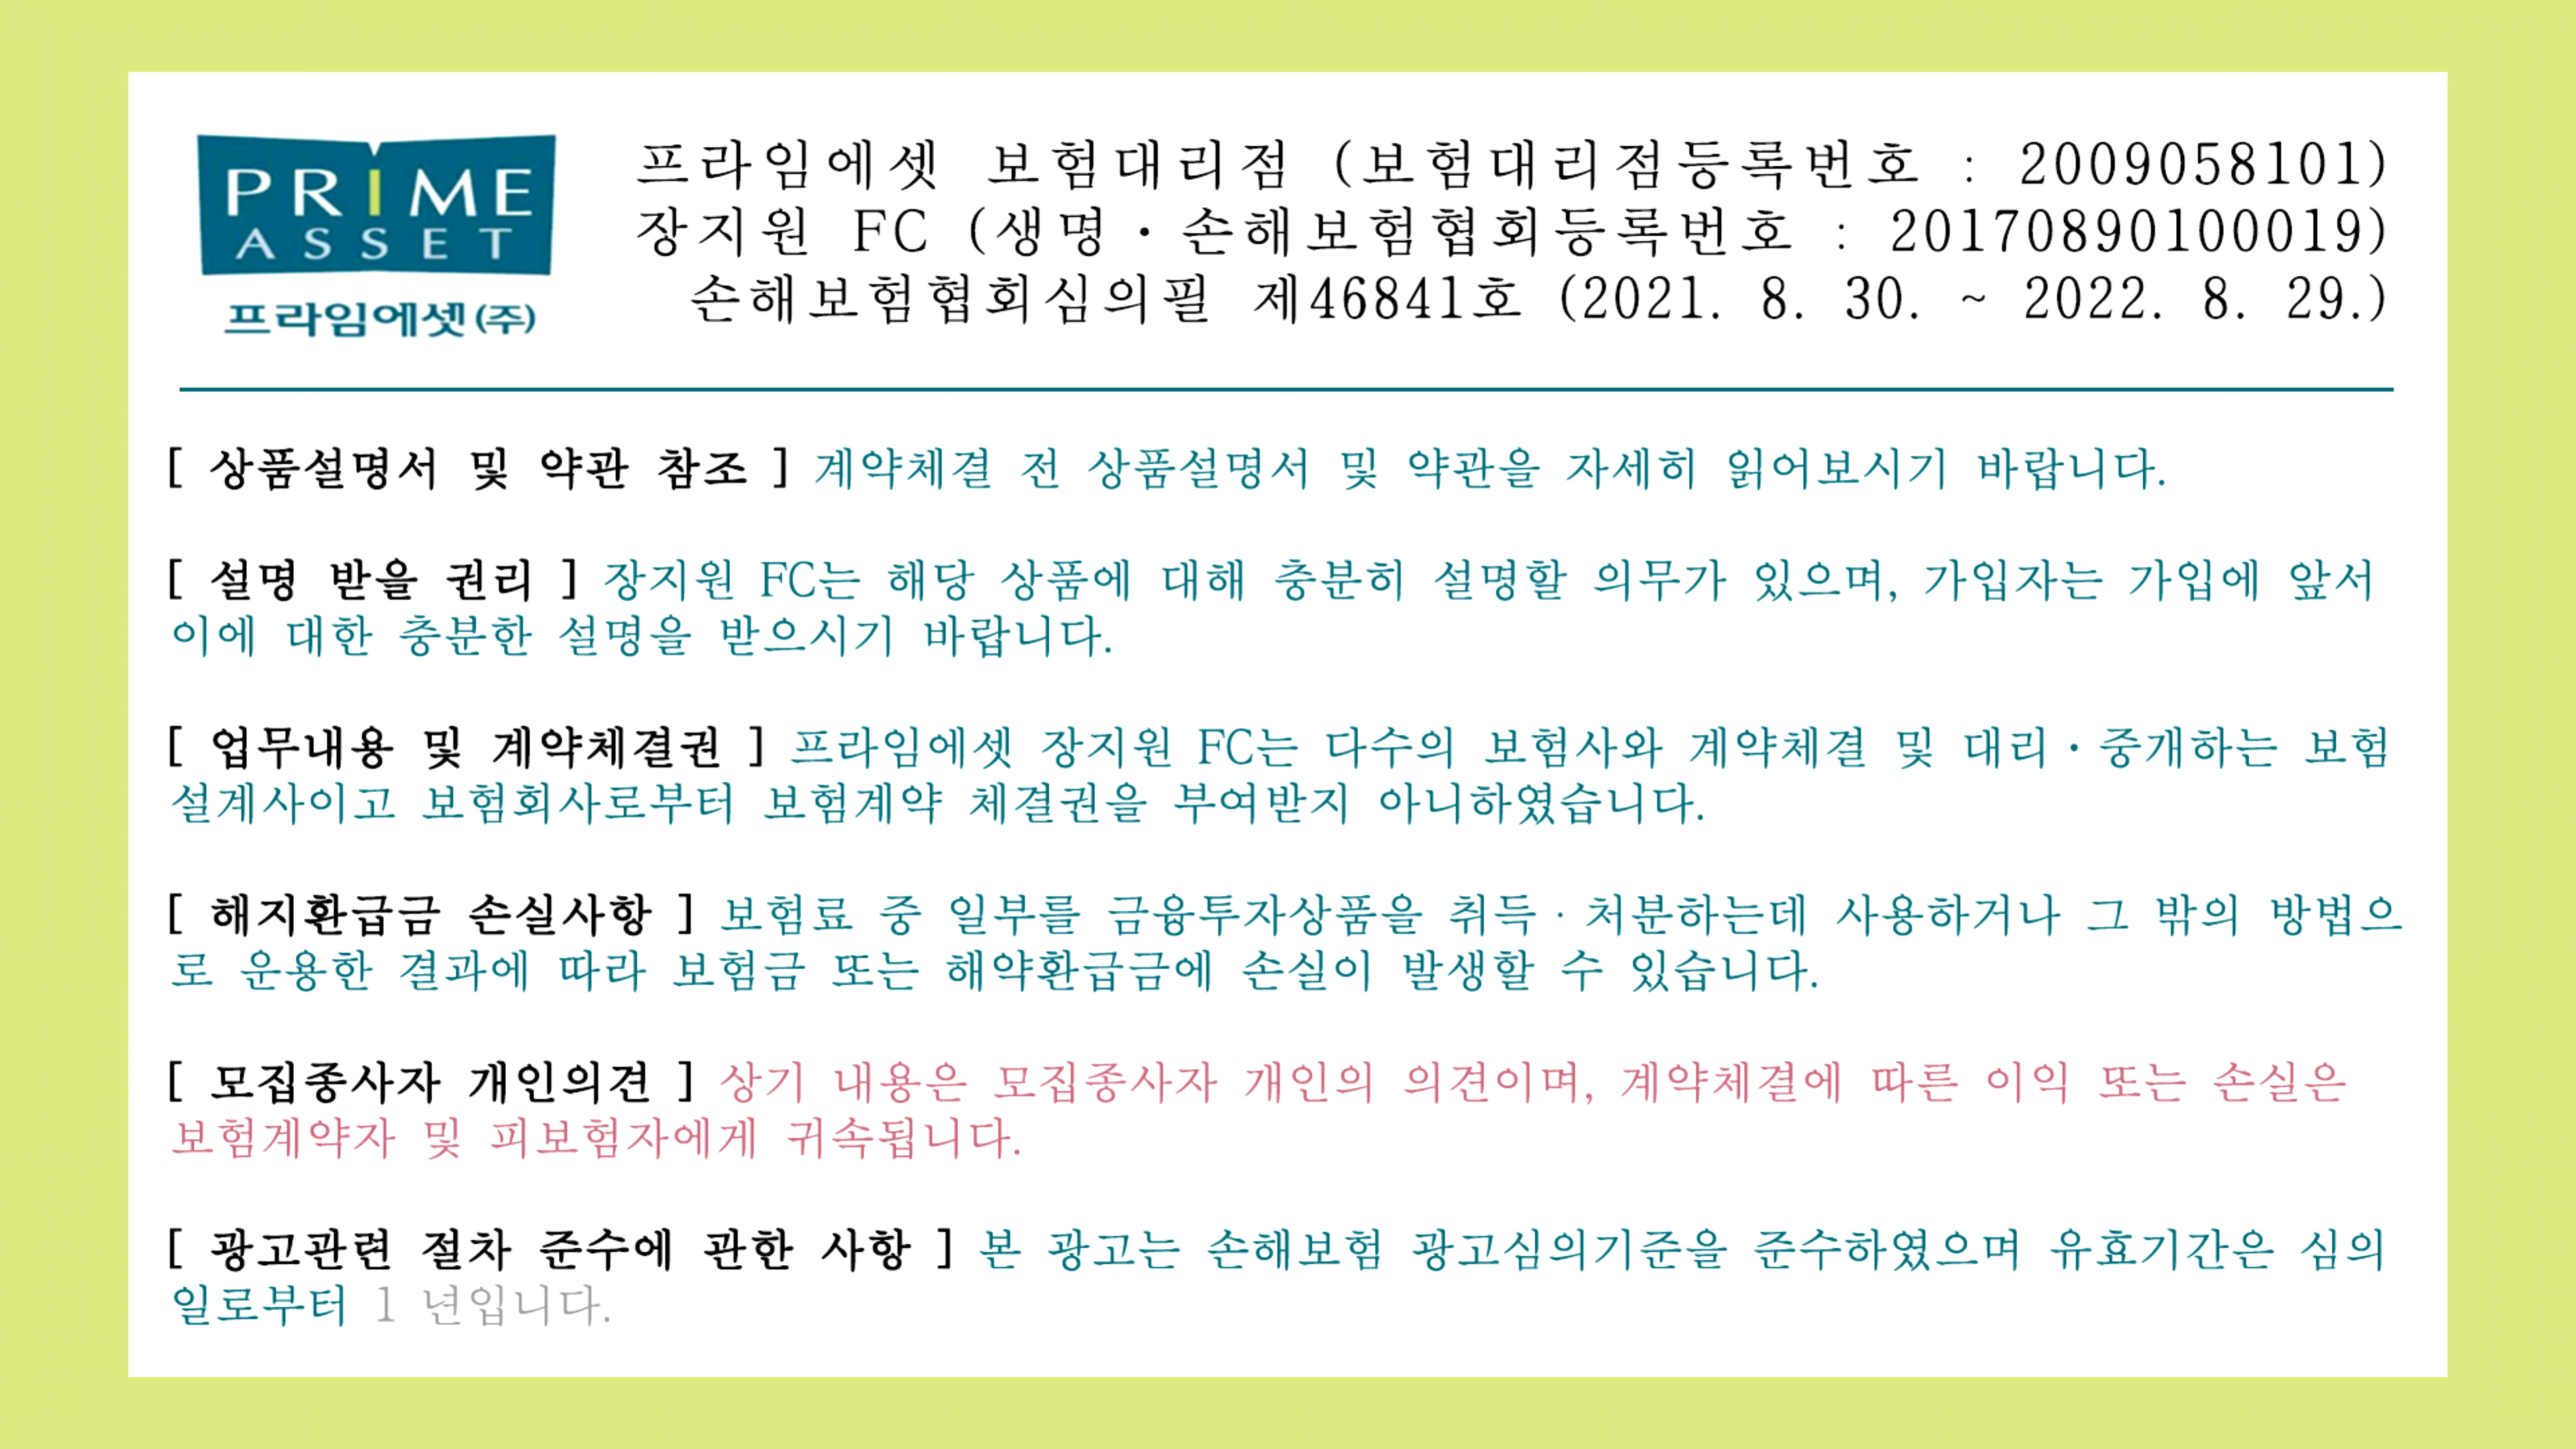 PRIME
ASSET
프라임에셋(주)
프라임에셋 보험대리점 (보험대리점등록번호 : 2009058101)
장지원 FC (생명·손해보험협회등록번호 : 20170890100019)
손해보험협회심의필 제46841호 (2021. 8. 30. ~ 2022. 8. 29.)
[ 상품설명서 및 약관 참조 ] 계약체결 전 상품설명서 및 약관을 자세히 읽어보시기 바랍니다.
[ 설명 받을 권리 ] 장지원 FC는 해당 상품에 대해 충분히 설명할 의무가 있으며, 가입자는 가입에 앞서
이에 대한 충분한 설명을 받으시기 바랍니다.
[ 업무내용 및 계약체결권 ] 프라임에셋 장지원 FC는 다수의 보험사와 계약체결 및 대리·중개하는 보험
설계사이고 보험회사로부터 보험계약 체결권을 부여받지 아니하였습니다.
[ 해지환급금 손실사항 ] 보험료 중 일부를 금융투자상품을 취득·처분하는데 사용하거나 그 밖의 방법으
로 운용한 결과에 따라 보험금 또는 해약환급금에 손실이 발생할 수 있습니다.
[ 모집종사자 개인의견 ] 상기 내용은 모집종사자 개인의 의견이며, 계약체결에 따른 이익 또는 손실은
보험계약자 및 피보험자에게 귀속됩니다.
[ 광고관련 절차 준수에 관한 사항 ] 본 광고는 손해보험 광고심의기준을 준수하였으며 유효기간은 심의
일로부터 1 년입니다.